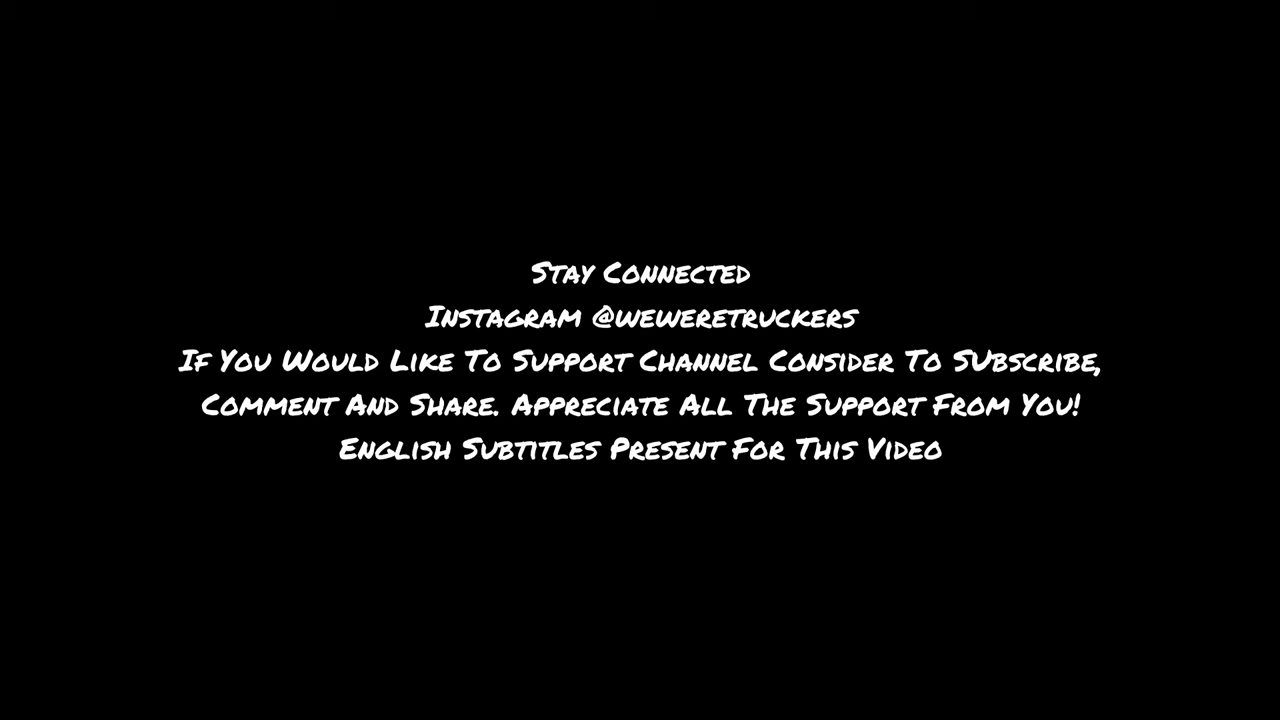 Stay Connected
Instagram @weweretruckers
If You Would Like To Support Channel Consider To SUbscribe,
Comment And Share. Appreciate All The Support From You!
English Subtitles Present For This Video